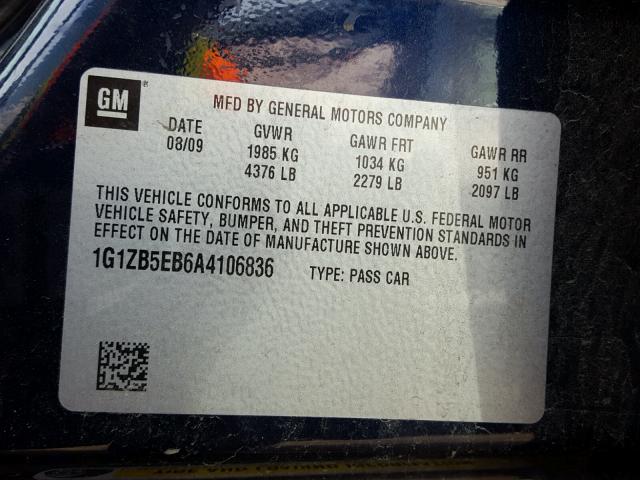 GM
MFD BY GENERAL MOTORS COMPANY
DATE GVWR GAWR FRT GAWR RR
08/09 1985 KG 1034 KG 951 KG
4376 LB 2279 LB 2097 LB
THIS VEHICLE CONFORMS TO ALL APPLICABLE U.S. FEDERAL MOTOR
VEHICLE SAFETY, BUMPER, AND THEFT PREVENTION STANDARDS IN
EFFECT ON THE DATE OF MANUFACTURE SHOWN ABOVE.
1G1ZB5EB6A4106836 TYPE: PASS CAR